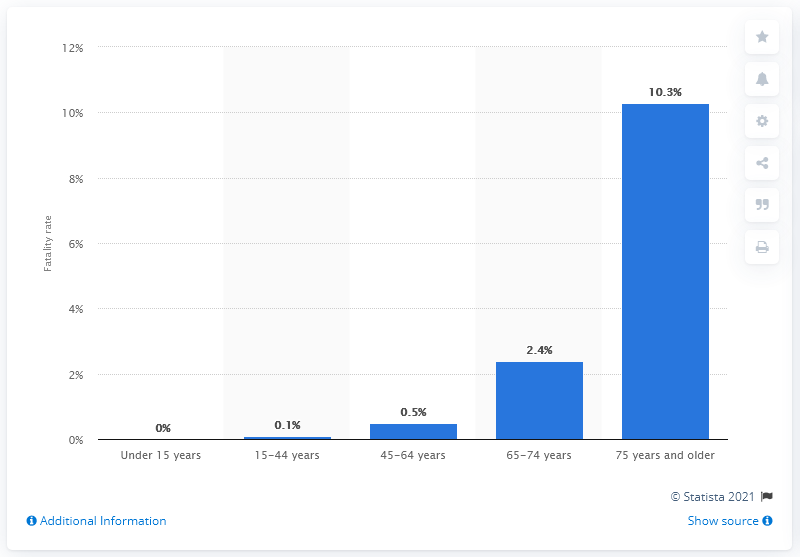 12%
10%
8%
6%
4%
2%
0%
Fatality rate
0%
0.1%
0.5%
2.4%
10.3%
Under 15 years
15-44 years
45-64 years
65-74 years
75 years and older
© Statista 2021
Additional Information
Show source